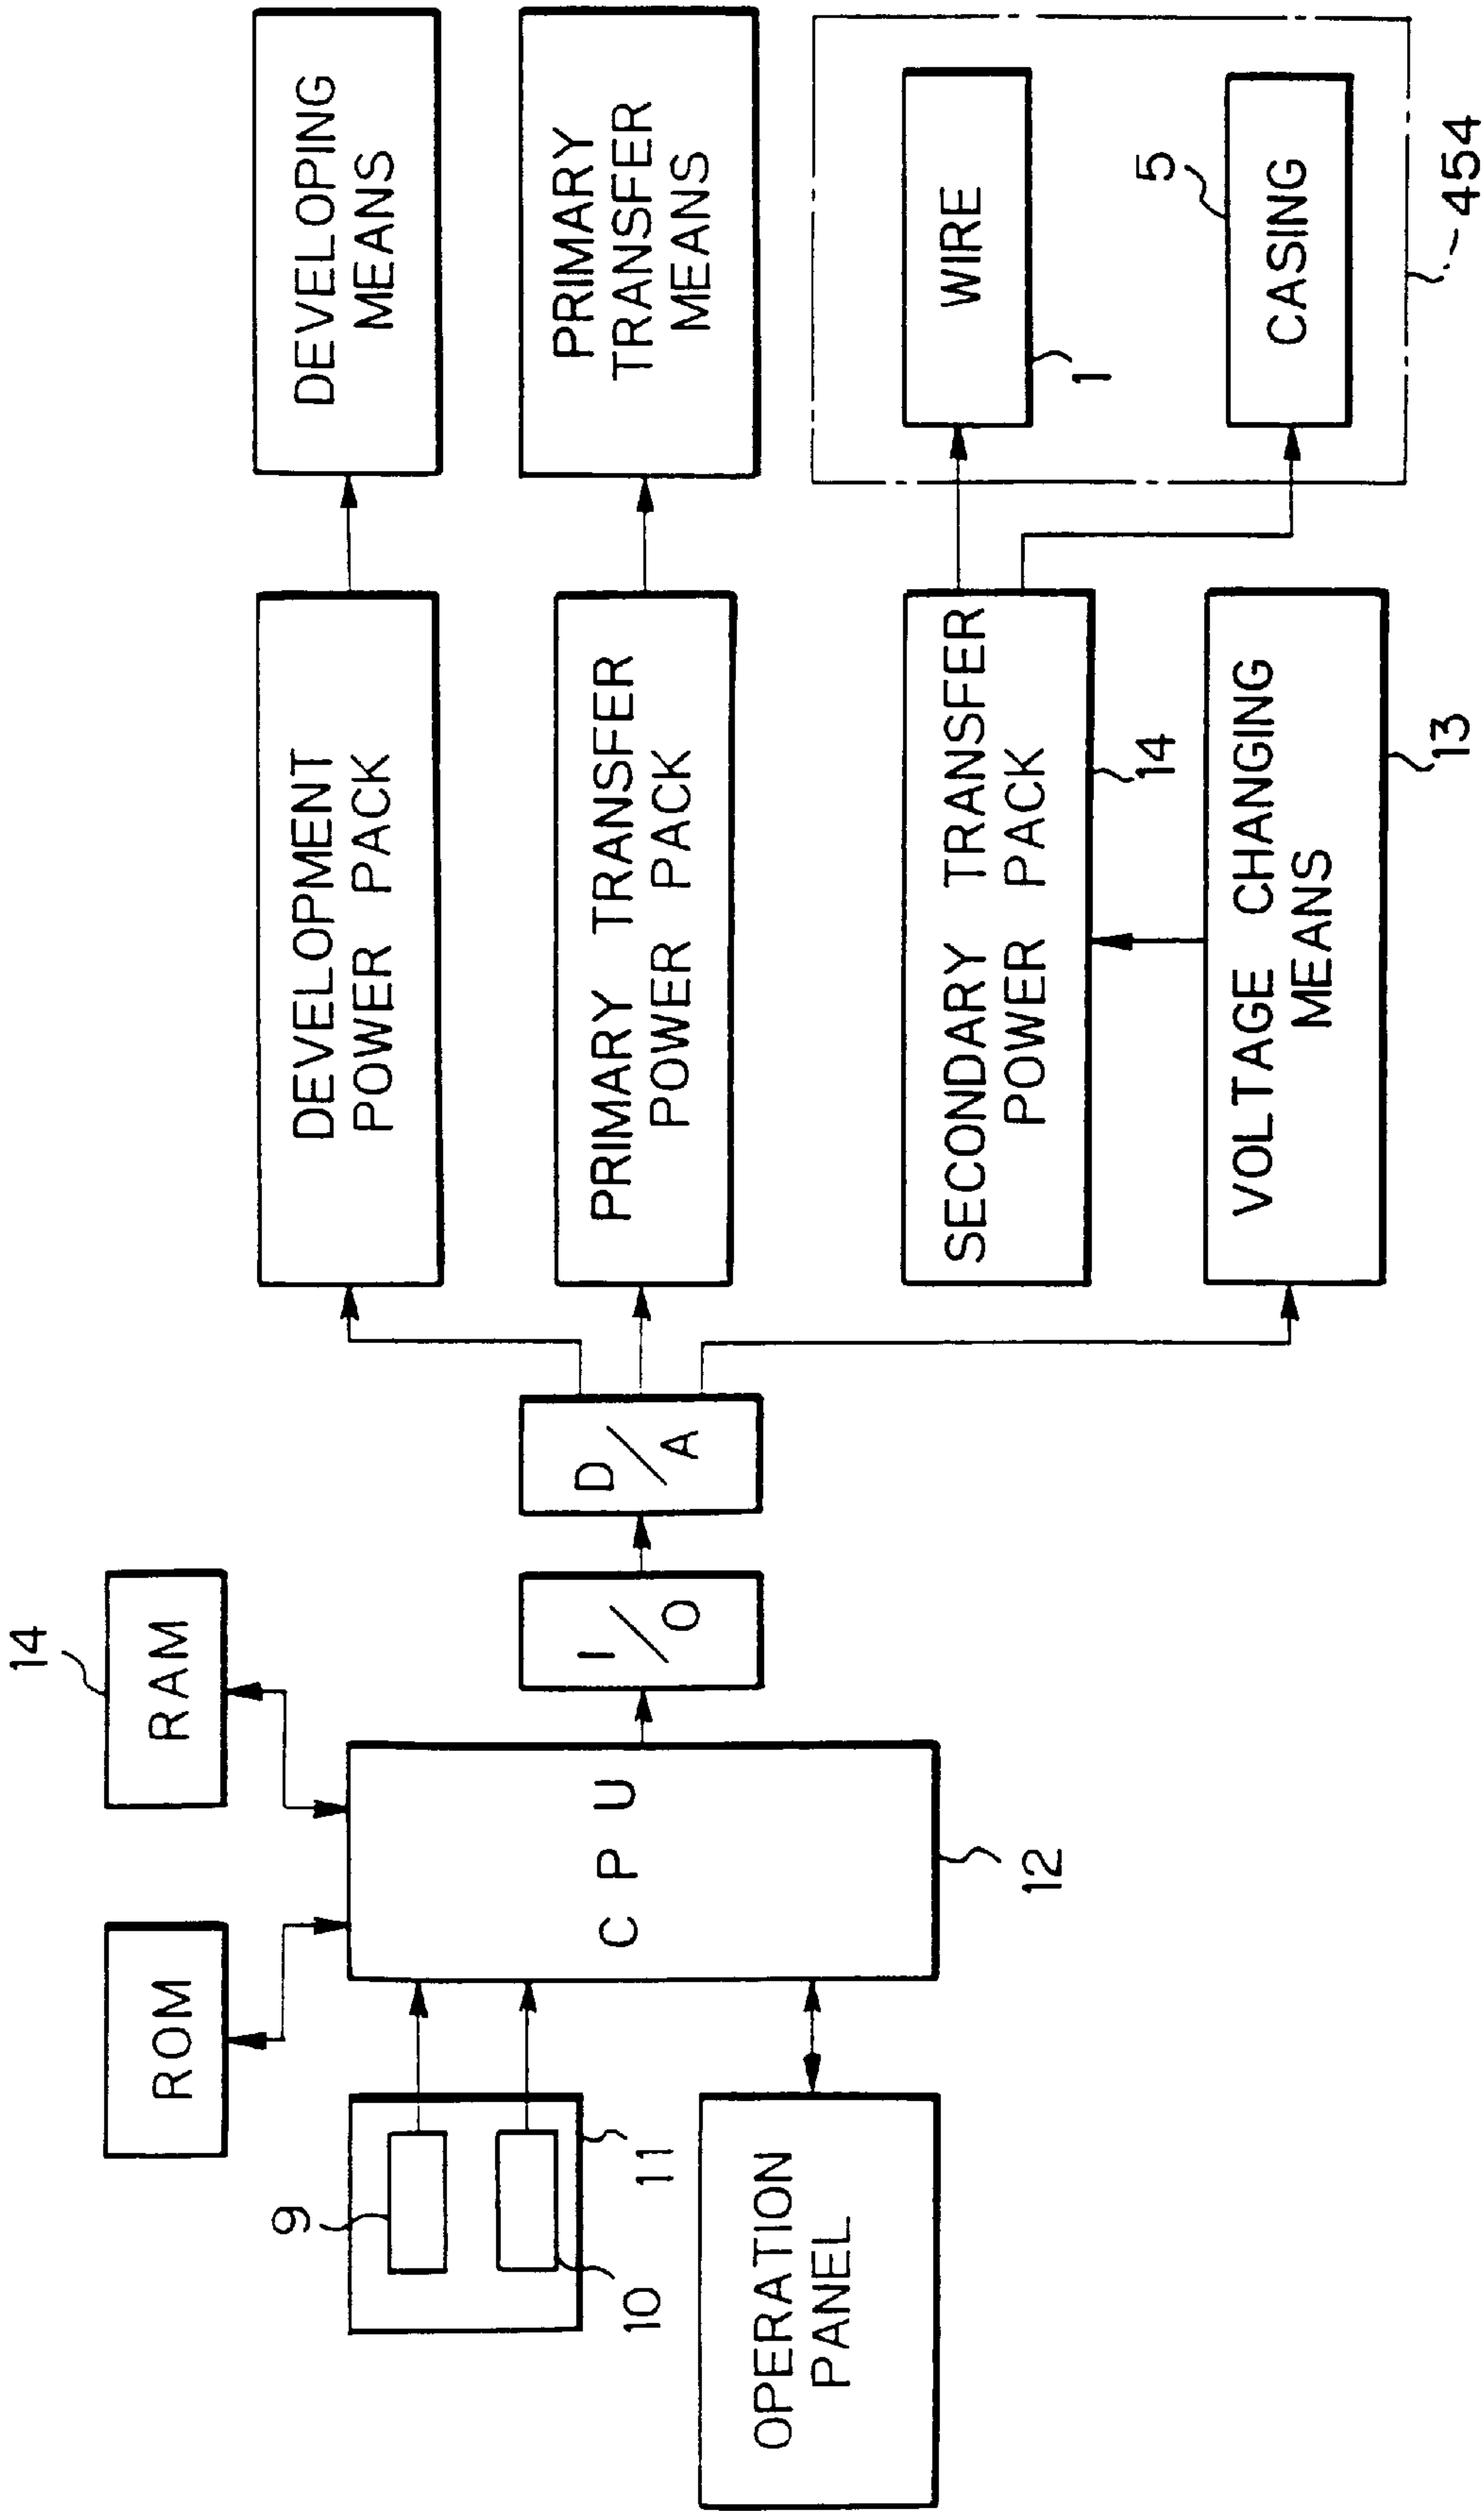 ROM
RAM
14
9
10
11
OPERATION
PANEL
C P U
12
I/O
D/A
DEVELOPMENT
POWER PACK
PRIMARY TRANSFER
POWER PACK
SECONDARY TRANSFER
POWER PACK
14
VOLTAGE CHANGING
MEANS
13
DEVELOPING
MEANS
PRIMARY
TRANSFER
MEANS
WIRE
1
5
CASING
454